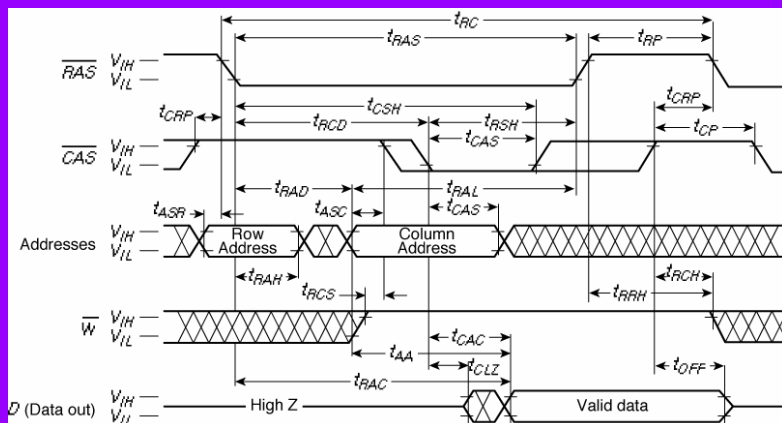 tRC
tRAS
tRP
RAS
VIH
VIL
tCRP
tCSH
tCRP
tRCD
tRSH
tCP
tCAS
CAS
VIH
VIL
tRAD
tRAL
tASR
tASC
tCAS
Addresses
VIH
VIL
Row
Address
Column
Address
tRAH
tRCH
tRCS
tRRH
W
VIH
VIL
tCAC
tAA
tCLZ
tOFF
tRAC
D (Data out)
VIH
VIL
High Z
Valid data